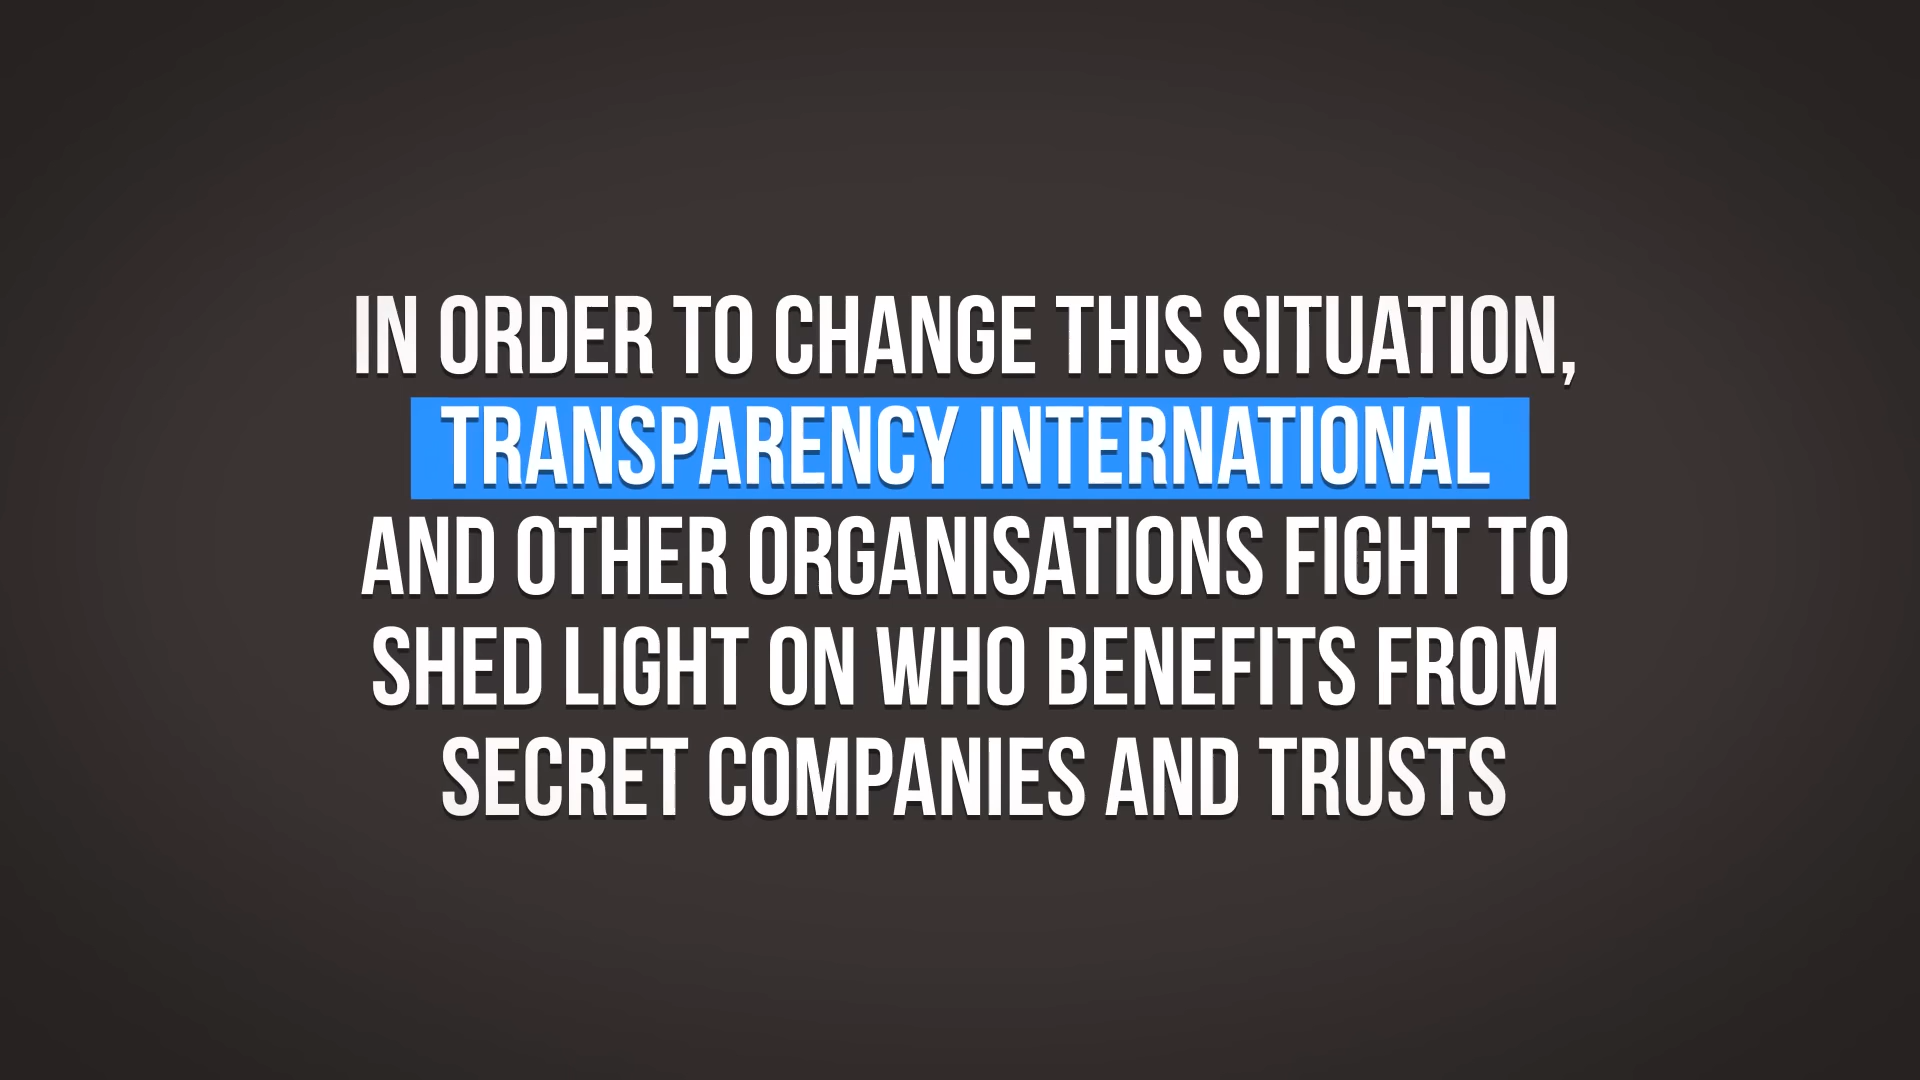 IN ORDER TO CHANGE THIS SITUATION,
TRANSPARENCY INTERNATIONAL
AND OTHER ORGANISATIONS FIGHT TO
SHED LIGHT ON WHO BENEFITS FROM
SECRET COMPANIES AND TRUSTS